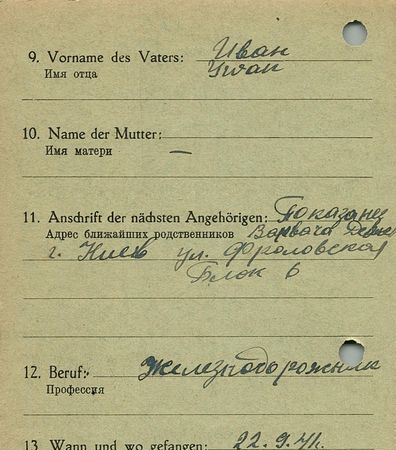 9. Vorname des Vaters: Иван
Имя отца Iwan
10. Name der Mutter:
Имя матери —
11. Anschrift der nächsten Angehörigen:
Адрес ближайших родственников Варвара
г. Киев ул. Фроловская
Блок 6
12. Beruf: Железнодорожник
Профессия
13. Wann und wo gefangen: 22.9.41.